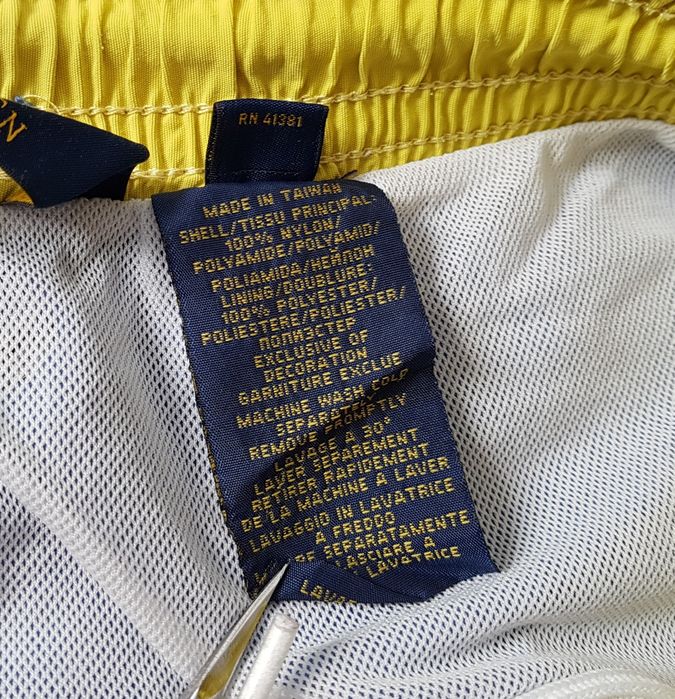 RN 41381
MADE IN TAIWAN
SHELL/TISSU PRINCIPAL:
100% NYLON/
POLYAMIDE/POLYAMID/
POLIAMIDA/НЕЙЛОН
LINING/DOUBLURE:
100% POLYESTER/
POLIESTERE/POLIESTER/
ПОЛИЭСТЕР
EXCLUSIVE OF
DECORATION
GARNITURE EXCLUE
MACHINE WASH COLD
SEPARATELY
REMOVE PROMPTLY
LAVAGE A 30°
LAVER SEPAREMENT
RETIRER RAPIDEMENT
DE LA MACHINE A LAVER
LAVAGGIO IN LAVATRICE
A FREDDO
SEPARATAMENTE
LASCIARE A
LAVATRICE